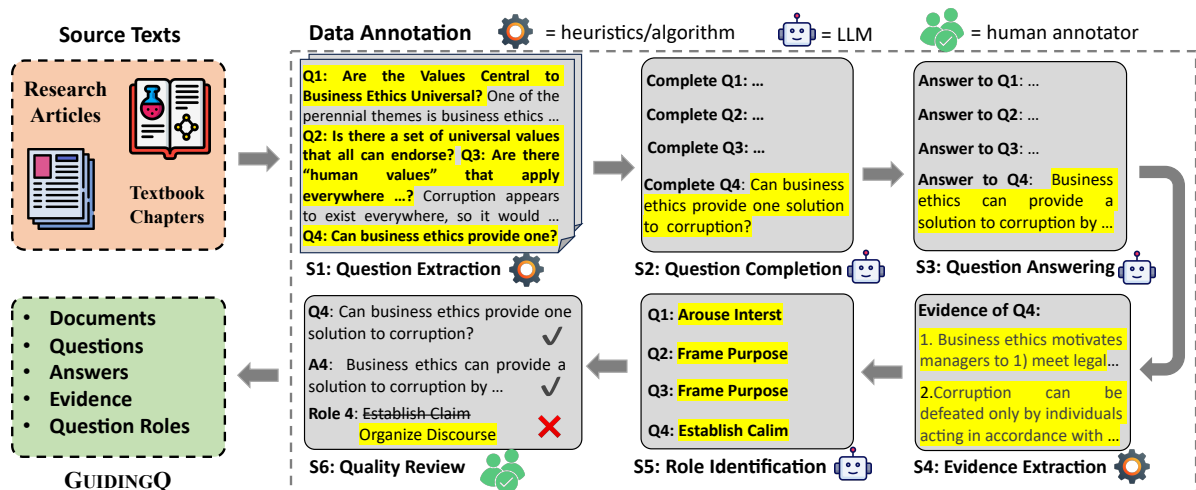 Source Texts
Research
Articles
Textbook
Chapters
Data Annotation
= heuristics/algorithm
= LLM
= human annotator
Q1: Are the Values Central to
Business Ethics Universal? One of the
perennial themes is business ethics ...
Q2: Is there a set of universal values
that all can endorse? Q3: Are there
“human values” that apply
everywhere ...? Corruption appears
to exist everywhere, so it would ...
Q4: Can business ethics provide one?
S1: Question Extraction
Complete Q1: ...
Complete Q2: ...
Complete Q3: ...
Complete Q4: Can business
ethics provide one solution
to corruption?
S2: Question Completion
Answer to Q1: ...
Answer to Q2: ...
Answer to Q3: ...
Answer to Q4: Business
ethics can provide a
solution to corruption by ...
S3: Question Answering
Evidence of Q4:
1. Business ethics motivates
managers to 1) meet legal...
2.Corruption can be
defeated only by individuals
acting in accordance with ...
S4: Evidence Extraction
Q1: Arouse Interst
Q2: Frame Purpose
Q3: Frame Purpose
Q4: Establish Calim
S5: Role Identification
Q4: Can business ethics provide one
solution to corruption?
A4: Business ethics can provide a
solution to corruption by ...
Role 4: Establish Claim
Organize Discourse
S6: Quality Review
• Documents
• Questions
• Answers
• Evidence
• Question Roles
GUIDINGQ